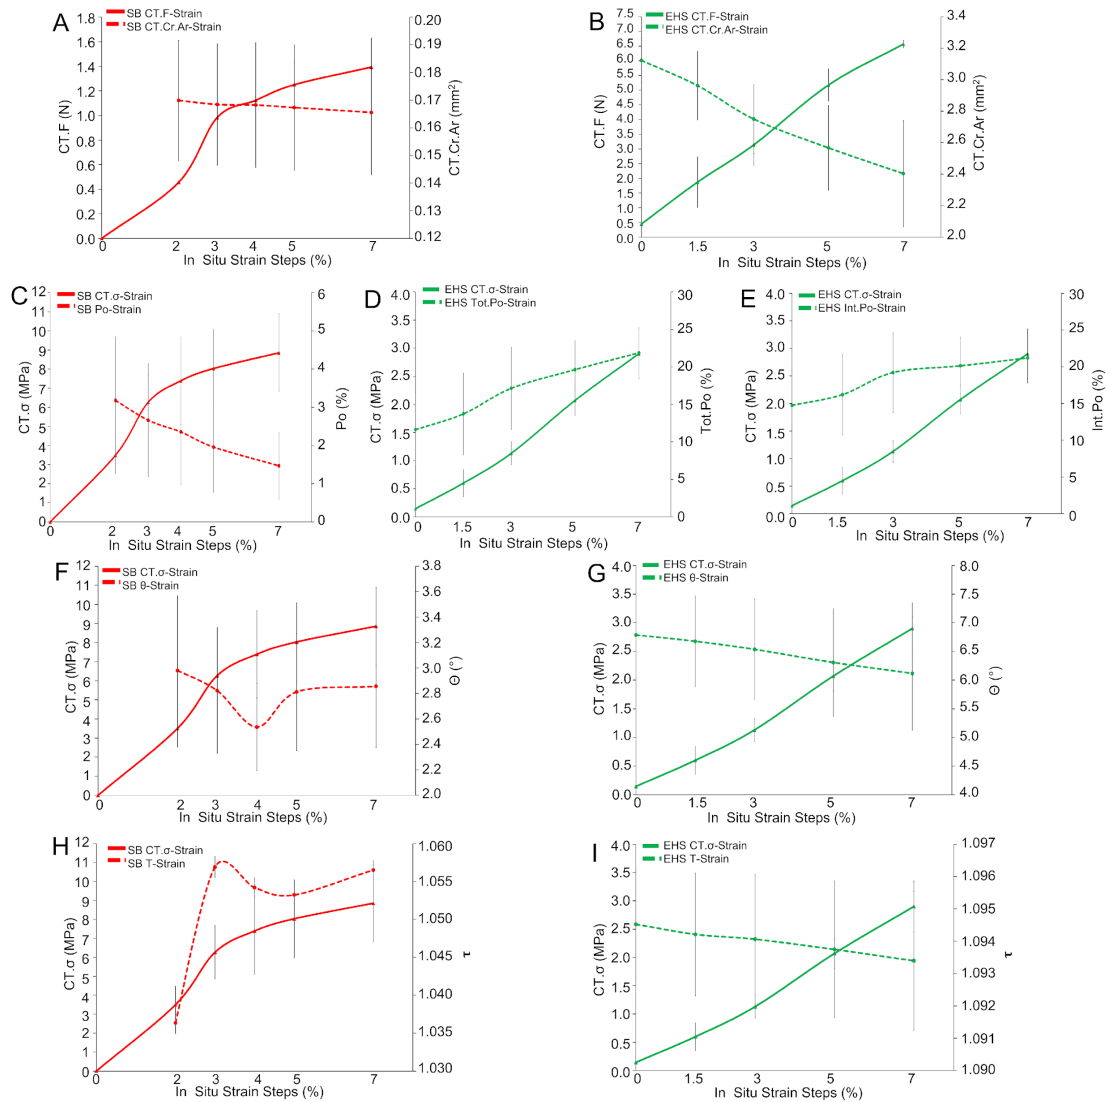 A
SB CT.F-Strain
SB CT.Cr.Ar-Strain
CT.F (N)
1.8
1.6
1.4
1.2
1.0
0.8
0.6
0.4
0.2
0.0
0.20
0.19
0.18
0.17
0.16
0.15
0.14
0.13
0.12
CT.Cr.Ar (mm²)
0 2 3 4 5 7
In Situ Strain Steps (%)
B
EHS CT.F-Strain
EHS CT.Cr.Ar-Strain
CT.F (N)
7.5
7.0
6.5
6.0
5.5
5.0
4.5
4.0
3.5
3.0
2.5
2.0
1.5
1.0
0.5
0.0
3.4
3.2
3.0
2.8
2.6
2.4
2.2
2.0
CT.Cr.Ar (mm²)
0 1.5 3 5 7
In Situ Strain Steps (%)
C
SB CT.σ-Strain
SB Po-Strain
CT.σ (MPa)
12
11
10
9
8
7
6
5
4
3
2
1
0
6
5
4
3
2
1
0
Po (%)
0 2 3 4 5 7
In Situ Strain Steps (%)
D
EHS CT.σ-Strain
EHS Tot.Po-Strain
CT.σ (MPa)
4.0
3.5
3.0
2.5
2.0
1.5
1.0
0.5
0.0
30
25
20
15
10
5
0
Tot.Po (%)
0 1.5 3 5 7
In Situ Strain Steps (%)
E
EHS CT.σ-Strain
EHS Int.Po-Strain
CT.σ (MPa)
4.0
3.5
3.0
2.5
2.0
1.5
1.0
0.5
0.0
30
25
20
15
10
5
0
Int.Po (%)
0 1.5 3 5 7
In Situ Strain Steps (%)
F
SB CT.σ-Strain
SB θ-Strain
CT.σ (MPa)
12
11
10
9
8
7
6
5
4
3
2
1
0
3.8
3.6
3.4
3.2
3.0
2.8
2.6
2.4
2.2
2.0
Θ (°)
0 2 3 4 5 7
In Situ Strain Steps (%)
G
EHS CT.σ-Strain
EHS θ-Strain
CT.σ (MPa)
4.0
3.5
3.0
2.5
2.0
1.5
1.0
0.5
0.0
8.0
7.5
7.0
6.5
6.0
5.5
5.0
4.5
4.0
Θ (°)
0 1.5 3 5 7
In Situ Strain Steps (%)
H
SB CT.σ-Strain
SB T-Strain
CT.σ (MPa)
12
11
10
9
8
7
6
5
4
3
2
1
0
1.060
1.055
1.050
1.045
1.040
1.035
1.030
τ
0 2 3 4 5 7
In Situ Strain Steps (%)
I
EHS CT.σ-Strain
EHS T-Strain
CT.σ (MPa)
4.0
3.5
3.0
2.5
2.0
1.5
1.0
0.5
0.0
1.097
1.096
1.095
1.094
1.093
1.092
1.091
1.090
τ
0 1.5 3 5 7
In Situ Strain Steps (%)